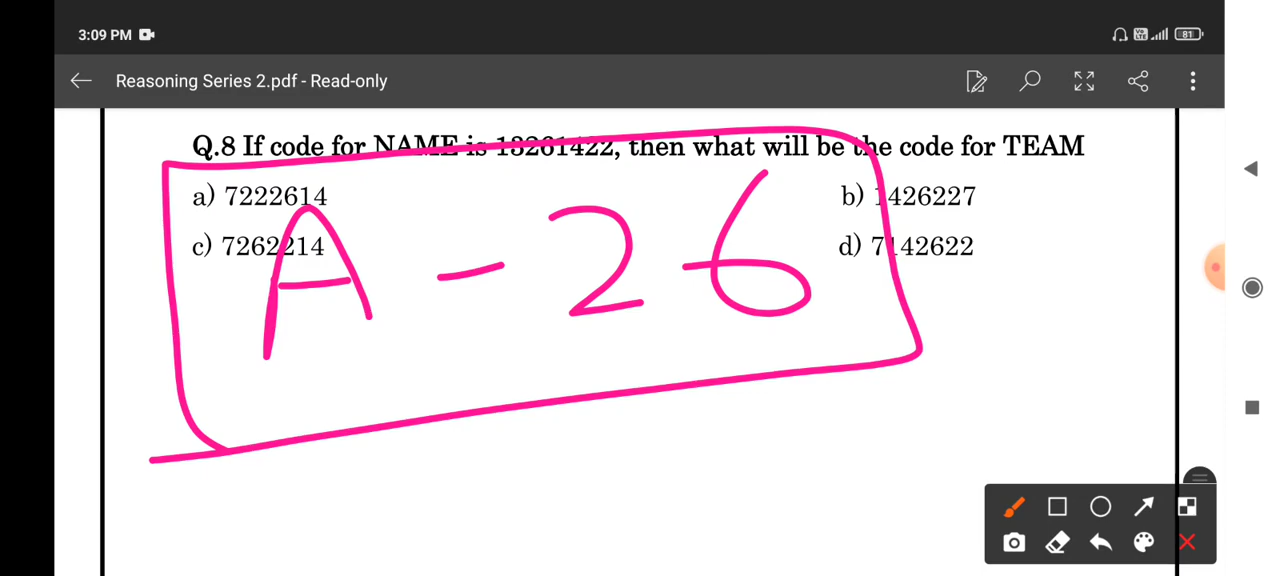 3:09 PM
81
Reasoning Series 2.pdf - Read-only
Q.8 If code for NAME is 13261422, then what will be the code for TEAM
a) 7222614 b) 1426227
c) 7262214 d) 7142622
A - 26